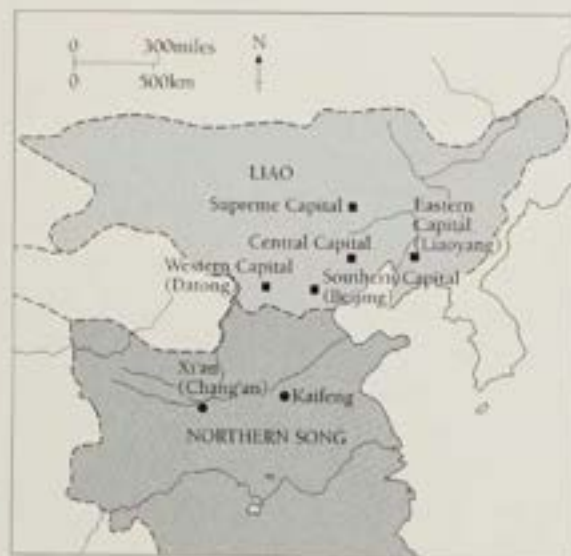 0 300miles
0 500km
N
LIAO
Supreme Capital
Eastern
Capital
(Liaoyang)
Central Capital
Western Capital
(Datong)
Southern Capital
(Beijing)
Xi'an
(Chang'an)
Kaifeng
NORTHERN SONG